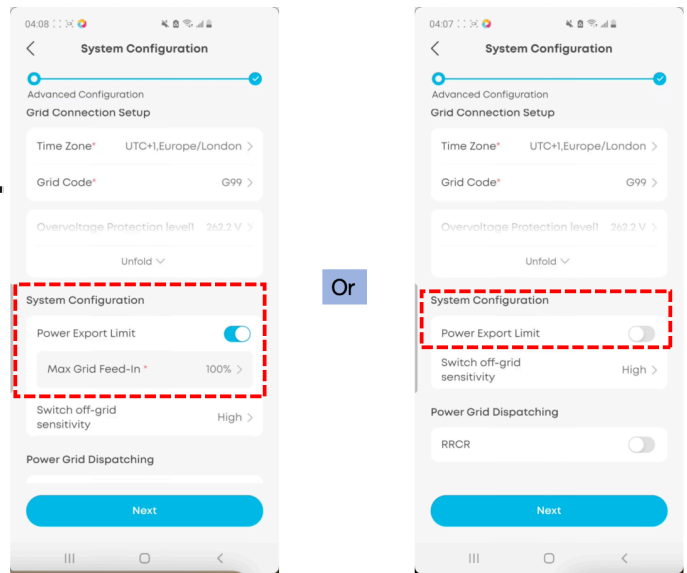 04:08
System Configuration
Advanced Configuration
Grid Connection Setup
Time Zone* UTC+1,Europe/London >
Grid Code* G99 >
Overvoltage Protection level1 262.2 V >
Unfold
System Configuration
Power Export Limit
Max Grid Feed-In * 100% >
Switch off-grid
sensitivity
High >
Power Grid Dispatching
Next
Or
04:07
System Configuration
Advanced Configuration
Grid Connection Setup
Time Zone* UTC+1,Europe/London >
Grid Code* G99 >
Overvoltage Protection level1 262.2 V >
Unfold
System Configuration
Power Export Limit
Switch off-grid
sensitivity
High >
Power Grid Dispatching
RRCR
Next